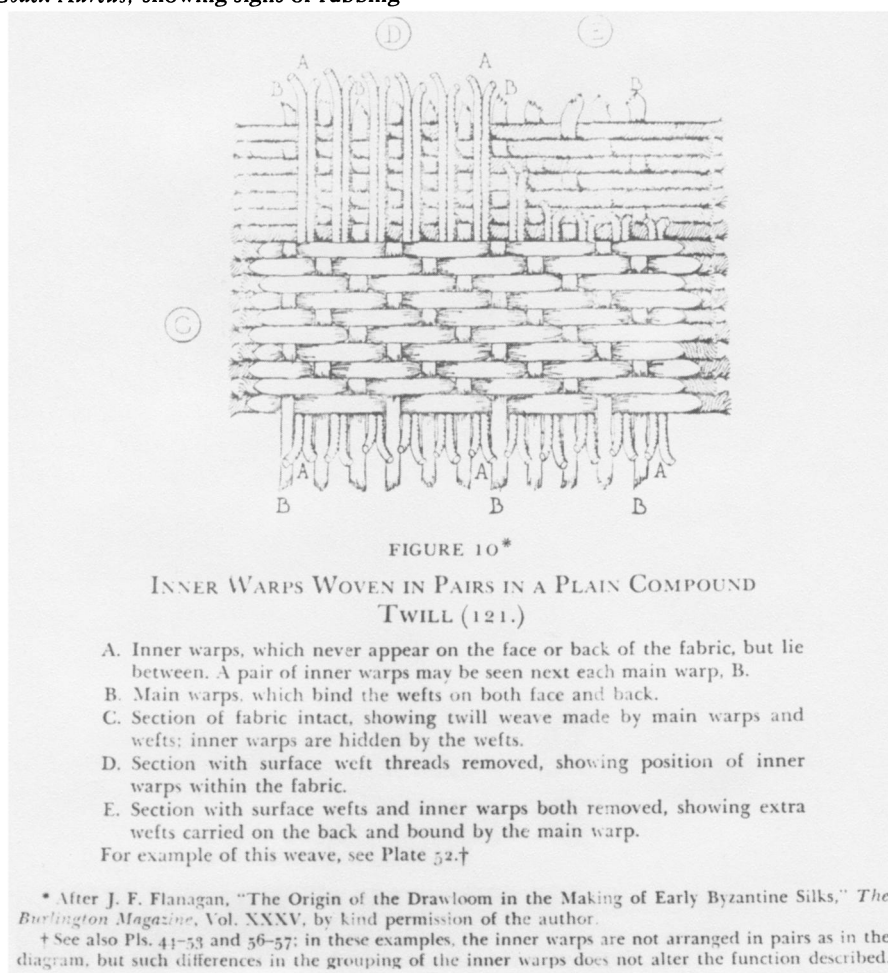 showing signs of rubbing
D
E
A
A
B
B
B
B
C
A
A
A
B
B
B
FIGURE 10*
INNER WARPS WOVEN IN PAIRS IN A PLAIN COMPOUND
TWILL (121.)
A. Inner warps, which never appear on the face or back of the fabric, but lie
between. A pair of inner warps may be seen next each main warp, B.
B. Main warps, which bind the wefts on both face and back.
C. Section of fabric intact, showing twill weave made by main warps and
wefts; inner warps are hidden by the wefts.
D. Section with surface weft threads removed, showing position of inner
warps within the fabric.
E. Section with surface wefts and inner warps both removed, showing extra
wefts carried on the back and bound by the main warp.
For example of this weave, see Plate 52.†
* After J. F. Flanagan, "The Origin of the Drawloom in the Making of Early Byzantine Silks," The
Burlington Magazine, Vol. XXXV, by kind permission of the author.
† See also Pls. 44–53 and 56–57; in these examples, the inner warps are not arranged in pairs as in the
diagram, but such differences in the grouping of the inner warps does not alter the function described.